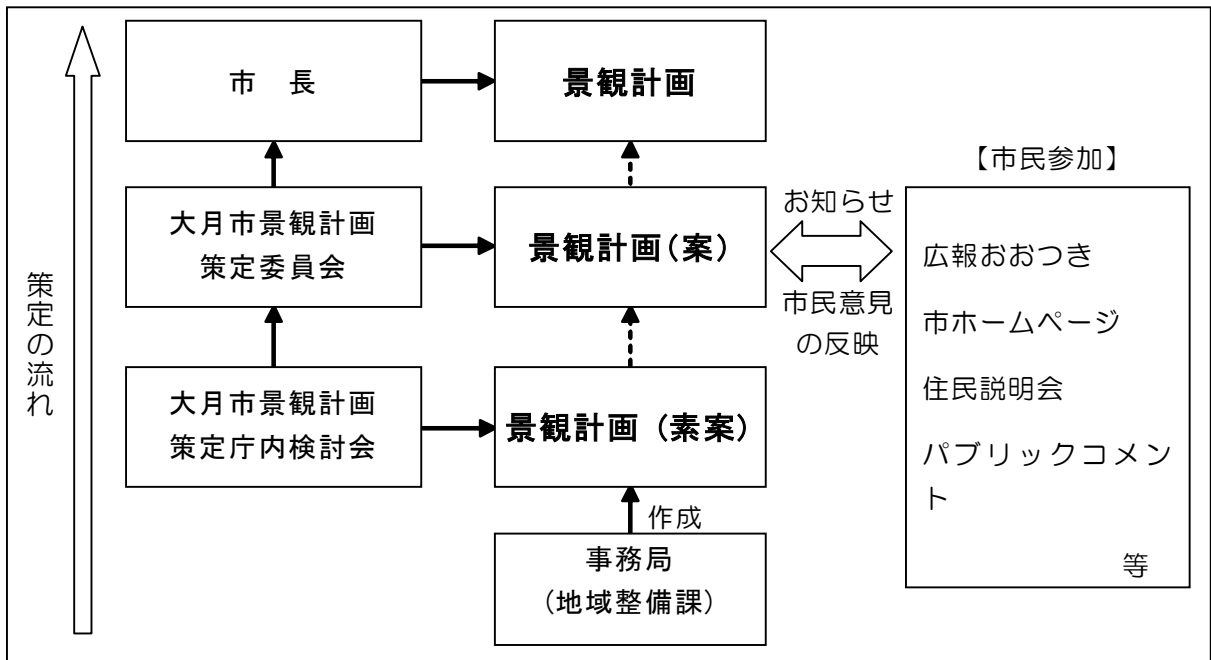 策定の流れ
市　長
景観計画
大月市景観計画
策定委員会
景観計画（案）
お知らせ
市民意見
の反映
大月市景観計画
策定庁内検討会
景観計画（素案）
作成
事務局
（地域整備課）
【市民参加】
広報おおつき
市ホームページ
住民説明会
パブリックコメン
ト
等